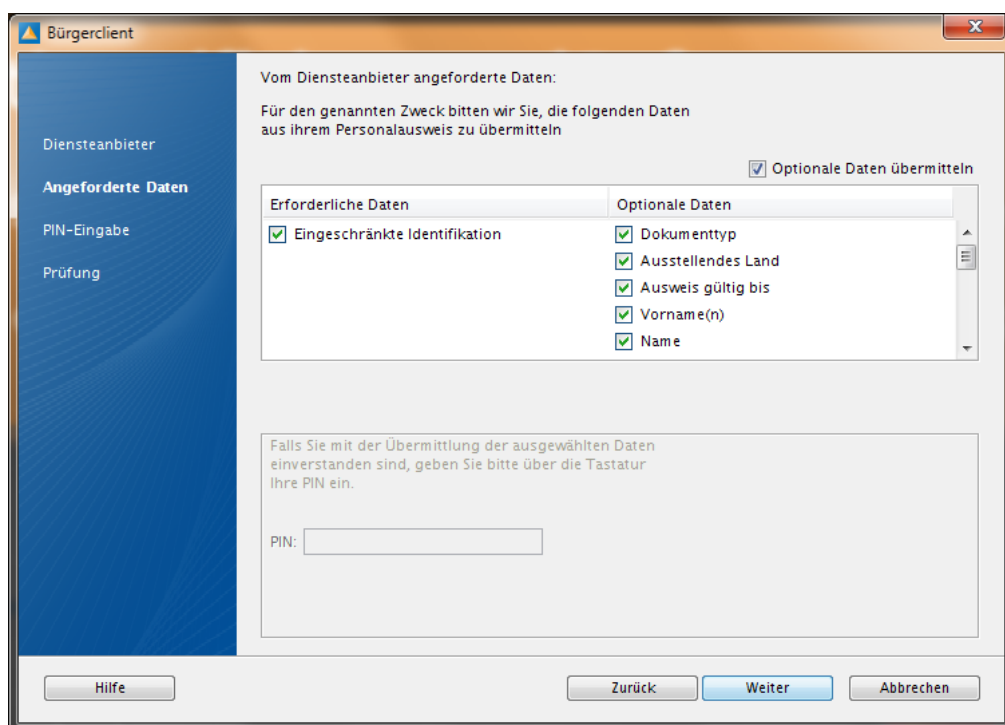 Bürgerclient
Vom Diensteanbieter angeforderte Daten:
Für den genannten Zweck bitten wir Sie, die folgenden Daten
aus ihrem Personalausweis zu übermitteln
Diensteanbieter
Angeforderte Daten
PIN-Eingabe
Prüfung
Optionale Daten übermitteln
Erforderliche Daten
Optionale Daten
Eingeschränkte Identifikation
Dokumenttyp
Ausstellendes Land
Ausweis gültig bis
Vorname(n)
Name
Falls Sie mit der Übermittlung der ausgewählten Daten
einverstanden sind, geben Sie bitte über die Tastatur
Ihre PIN ein.
PIN:
Hilfe
Zurück
Weiter
Abbrechen